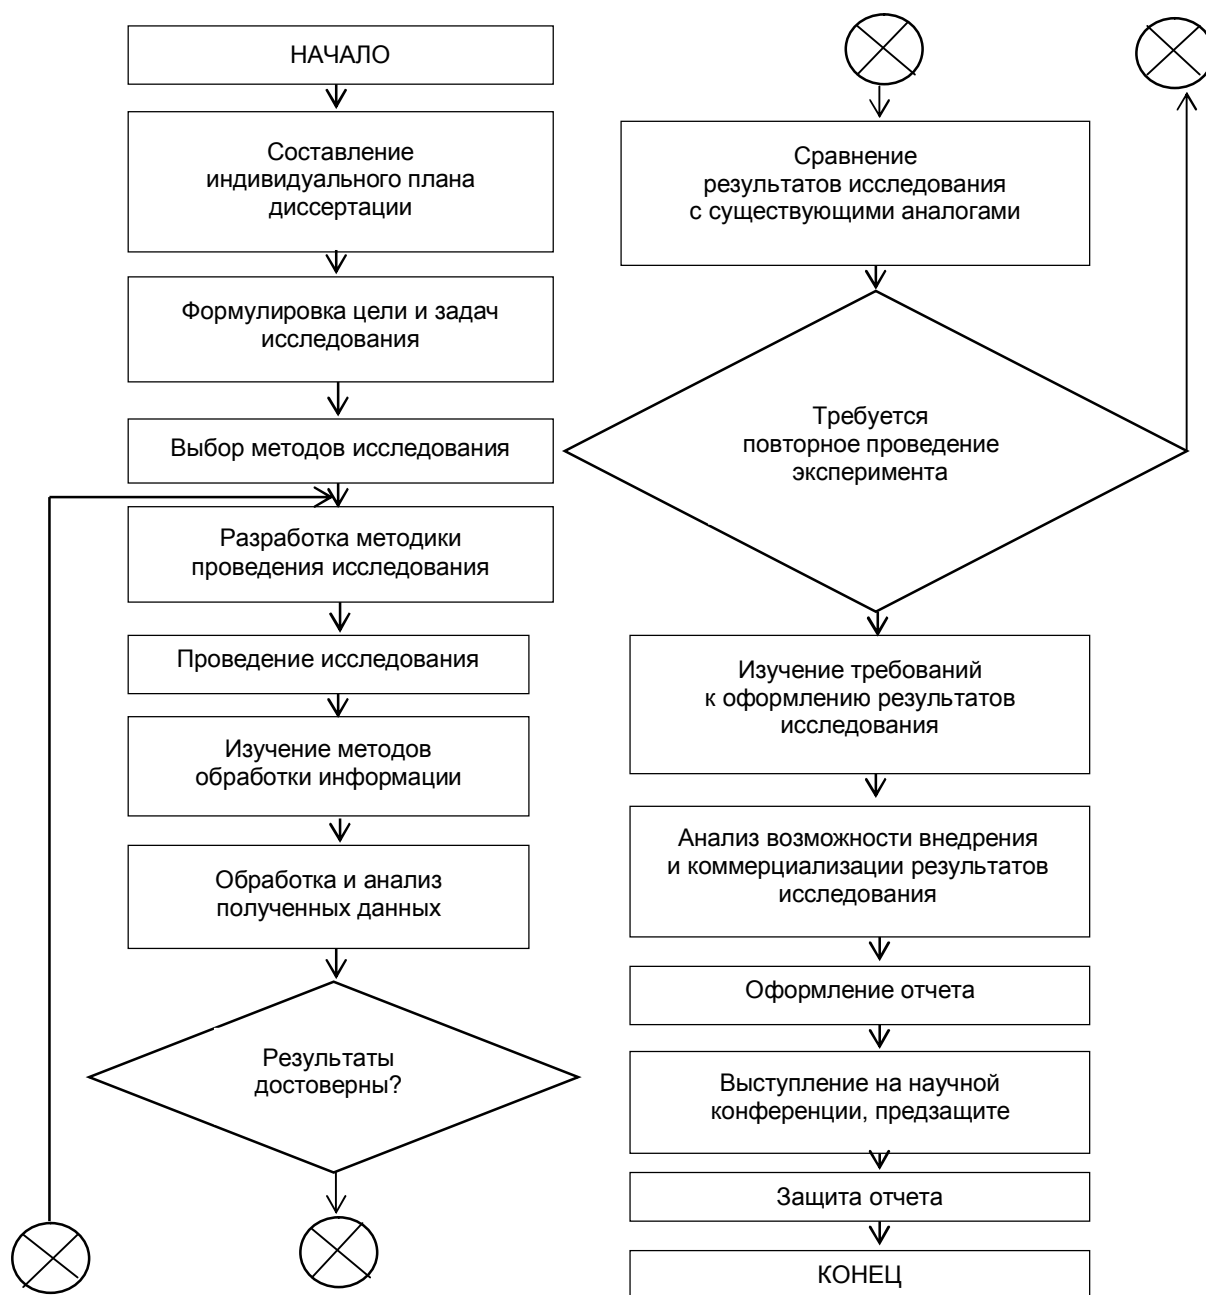 НАЧАЛО
Составление
индивидуального плана
диссертации
Формулировка цели и задач
исследования
Выбор методов исследования
Разработка методики
проведения исследования
Проведение исследования
Изучение методов
обработки информации
Обработка и анализ
полученных данных
Результаты
достоверны?
Сравнение
результатов исследования
с существующими аналогами
Требуется
повторное проведение
эксперимента
Изучение требований
к оформлению результатов
исследования
Анализ возможности внедрения
и коммерциализации результатов
исследования
Оформление отчета
Выступление на научной
конференции, предзащите
Защита отчета
КОНЕЦ